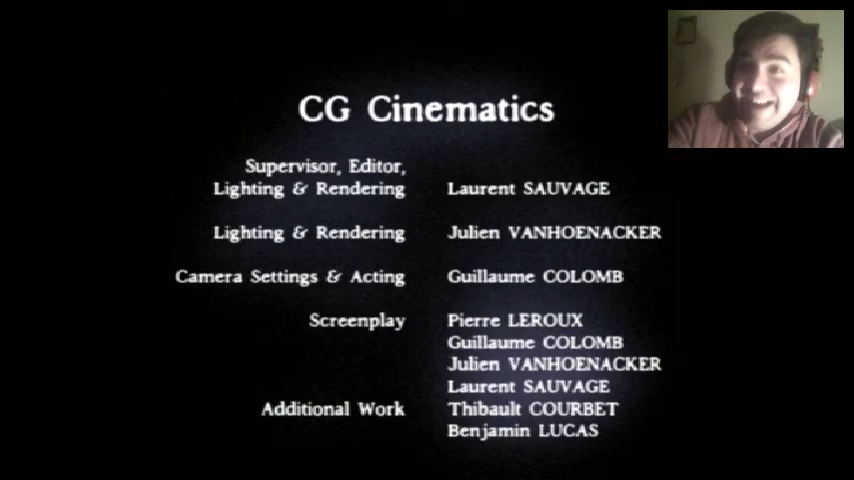 CG Cinematics
Supervisor, Editor,
Lighting & Rendering Laurent SAUVAGE
Lighting & Rendering Julien VANHOENACKER
Camera Settings & Acting Guillaume COLOMB
Screenplay Pierre LEROUX
Guillaume COLOMB
Julien VANHOENACKER
Laurent SAUVAGE
Additional Work Thibault COURBET
Benjamin LUCAS